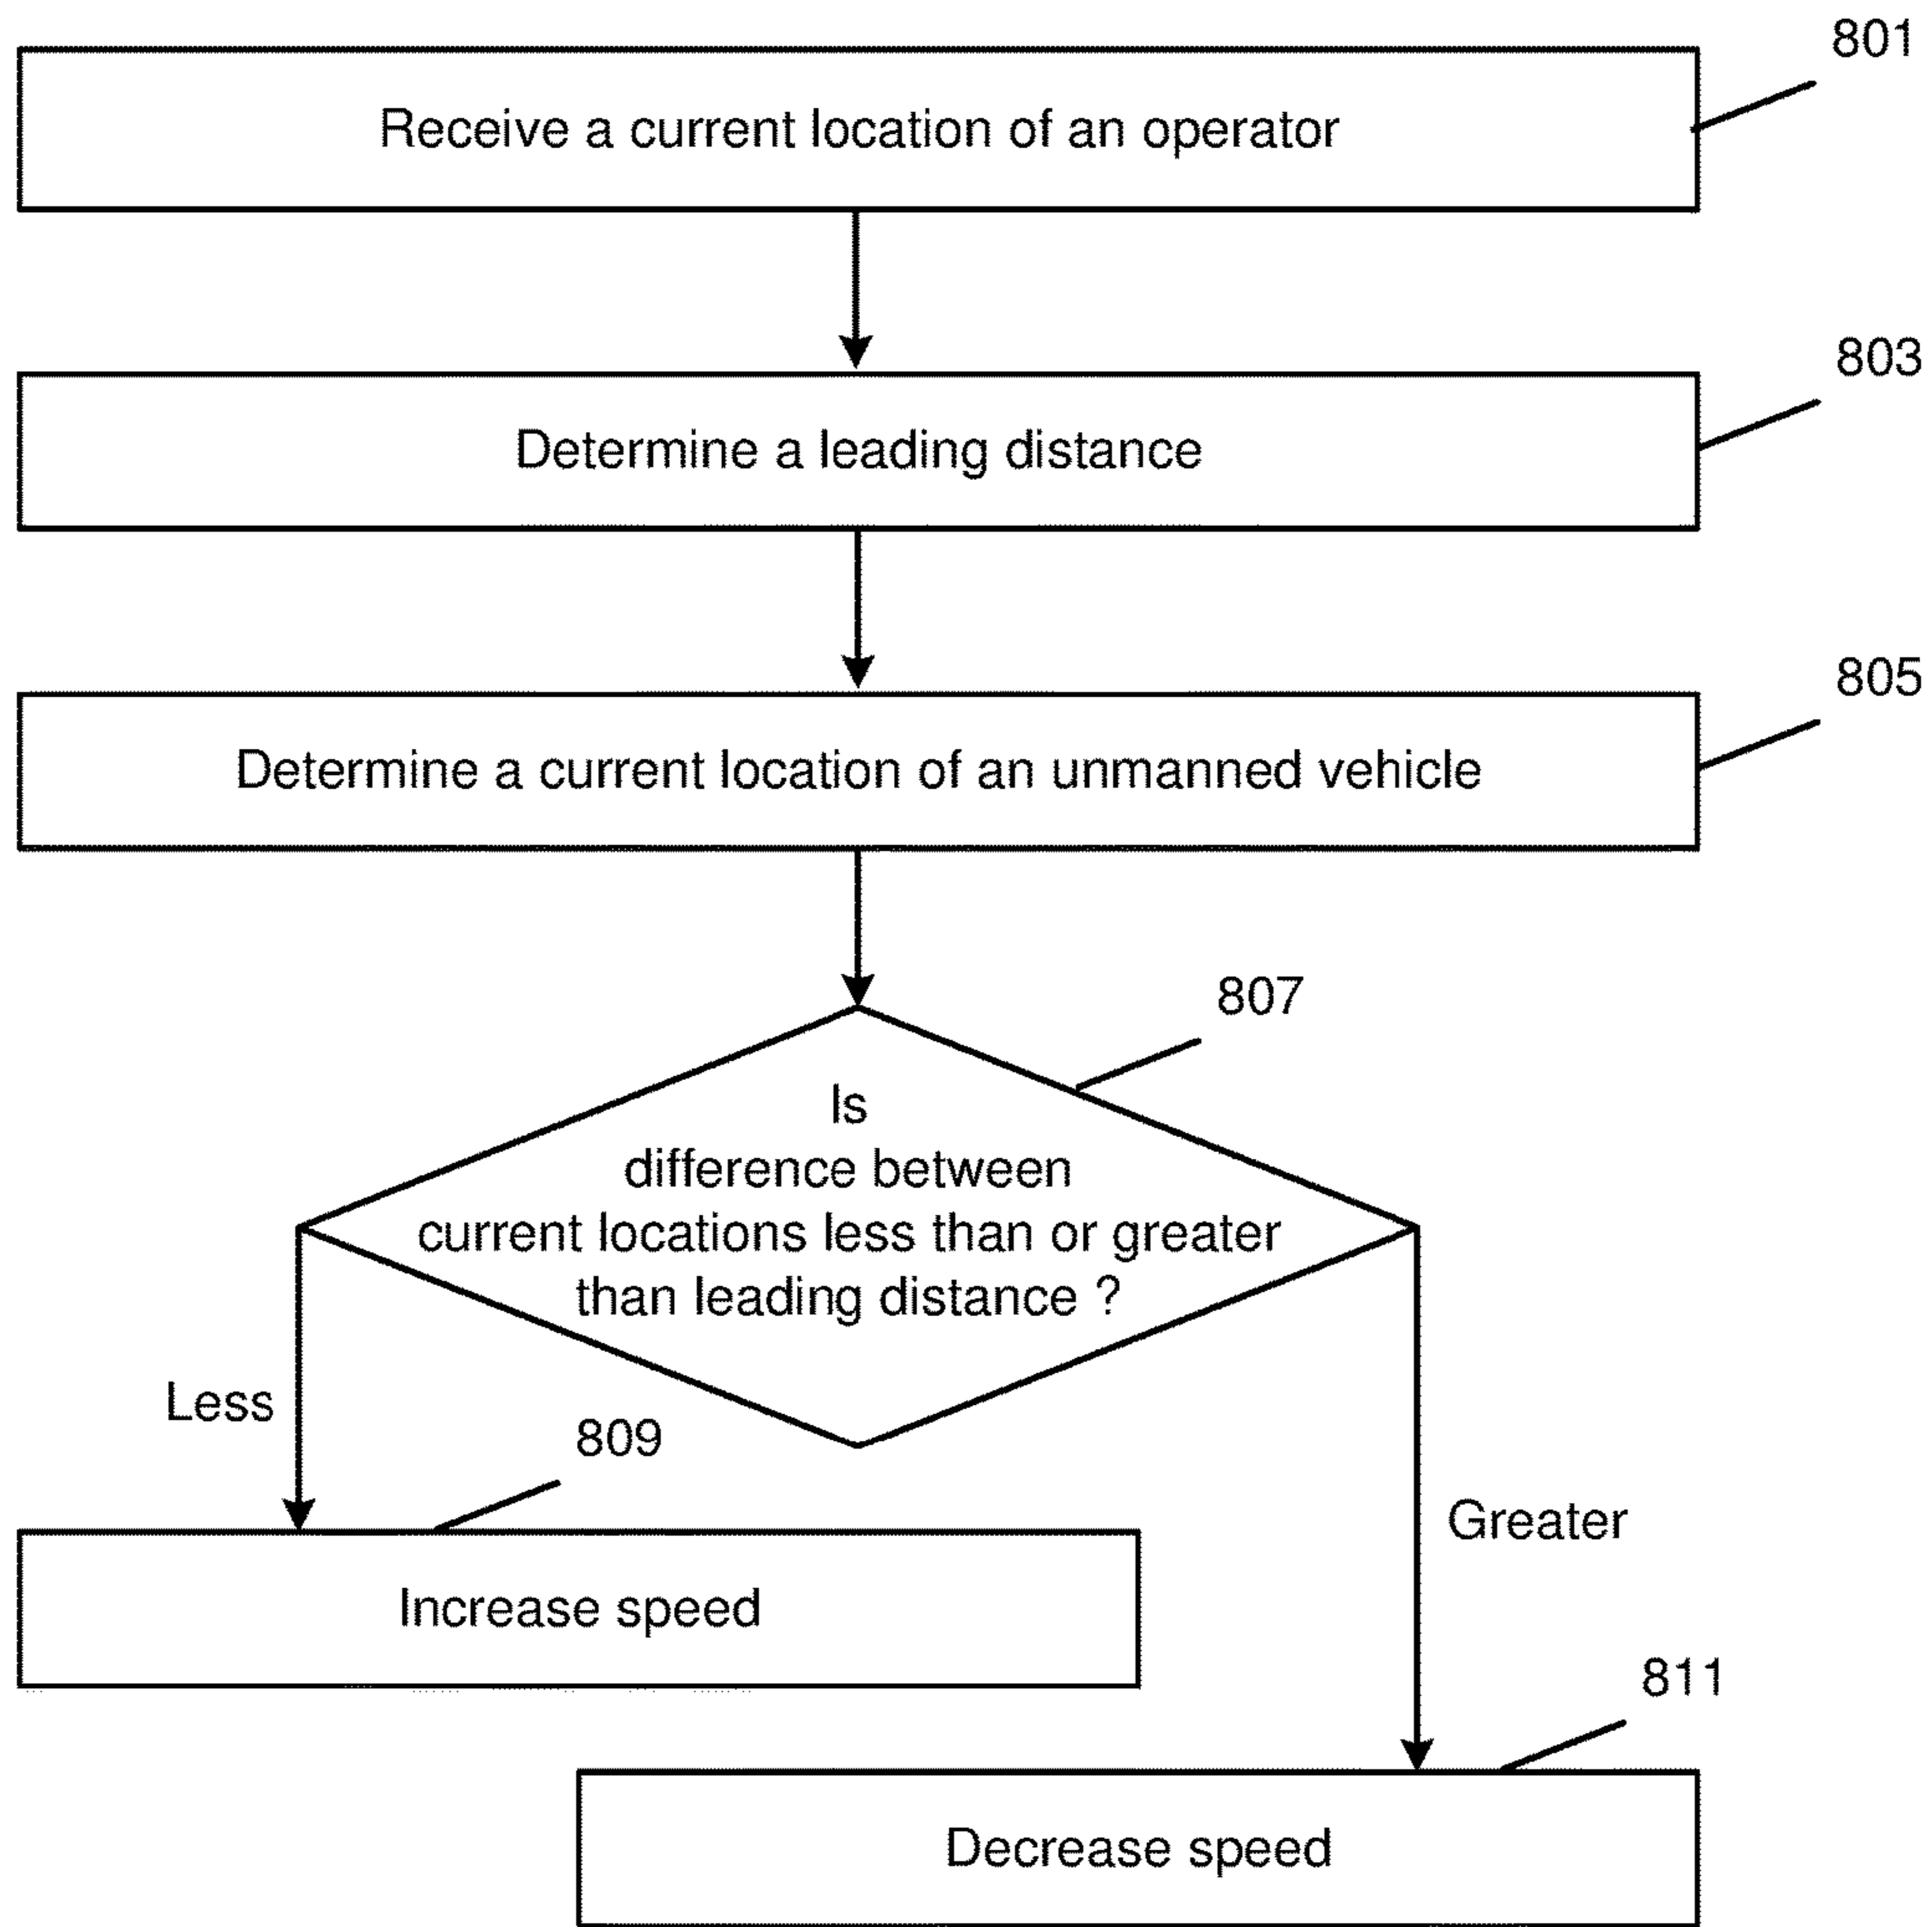 801
Receive a current location of an operator
803
Determine a leading distance
805
Determine a current location of an unmanned vehicle
807
Is
difference between
current locations less than or greater
than leading distance ?
Less
809
Greater
Increase speed
811
Decrease speed